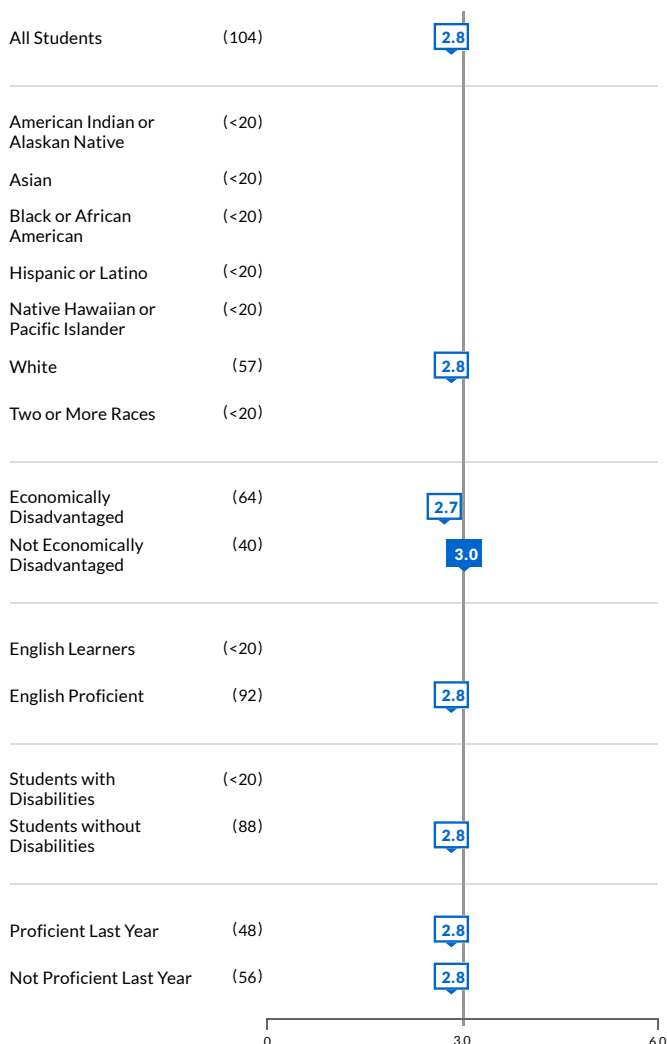 All Students (104) 2.8
American Indian or (<20)
Alaskan Native
Asian (<20)
Black or African (<20)
American
Hispanic or Latino (<20)
Native Hawaiian or (<20)
Pacific Islander
White (57) 2.8
Two or More Races (<20)
Economically (64) 2.7
Disadvantaged
Not Economically (40) 3.0
Disadvantaged
English Learners (<20)
English Proficient (92) 2.8
Students with (<20)
Disabilities
Students without (88) 2.8
Disabilities
Proficient Last Year (48) 2.8
Not Proficient Last Year (56) 2.8
0 3.0 6.0